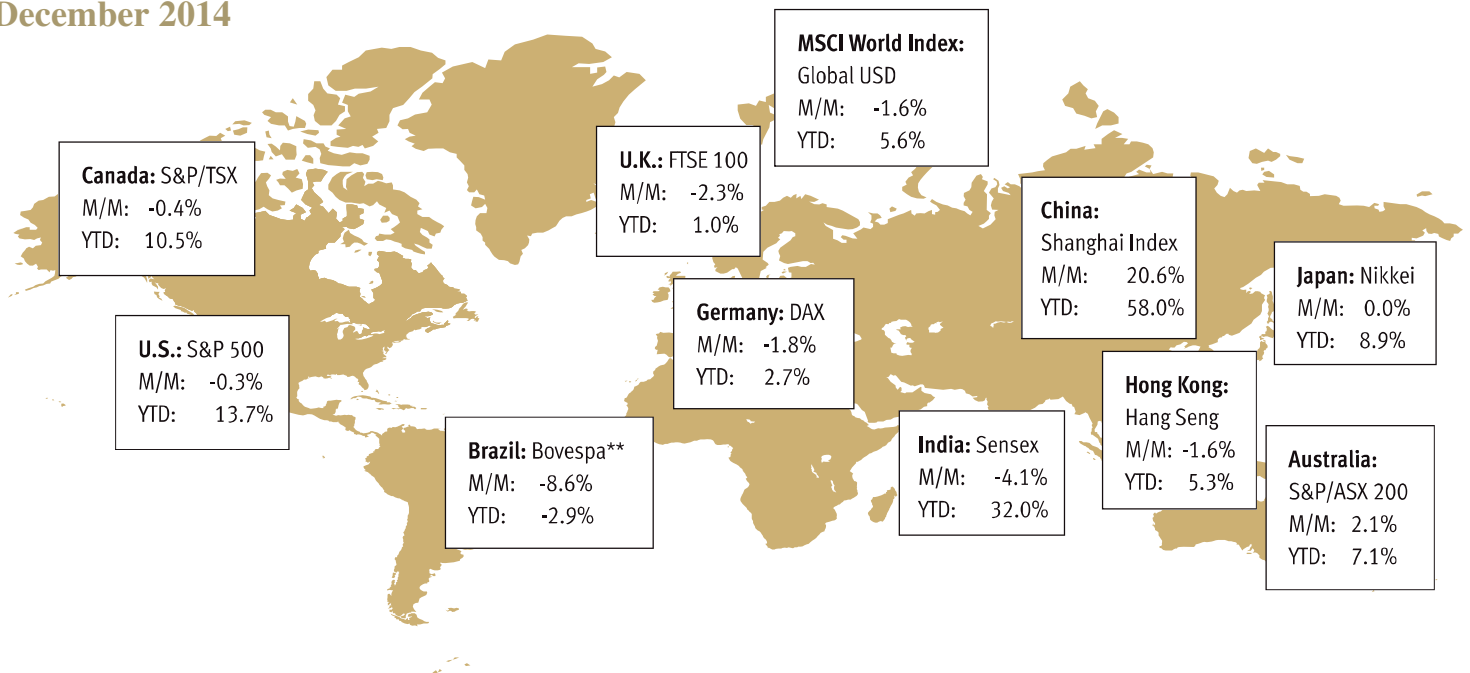 December 2014
MSCI World Index:
Global USD
M/M: -1.6%
YTD: 5.6%
Canada: S&P/TSX
M/M: -0.4%
YTD: 10.5%
U.K.: FTSE 100
M/M: -2.3%
YTD: 1.0%
China:
Shanghai Index
M/M: 20.6%
YTD: 58.0%
Japan: Nikkei
M/M: 0.0%
YTD: 8.9%
U.S.: S&P 500
M/M: -0.3%
YTD: 13.7%
Germany: DAX
M/M: -1.8%
YTD: 2.7%
Hong Kong:
Hang Seng
M/M: -1.6%
YTD: 5.3%
Brazil: Bovespa**
M/M: -8.6%
YTD: -2.9%
India: Sensex
M/M: -4.1%
YTD: 32.0%
Australia:
S&P/ASX 200
M/M: 2.1%
YTD: 7.1%